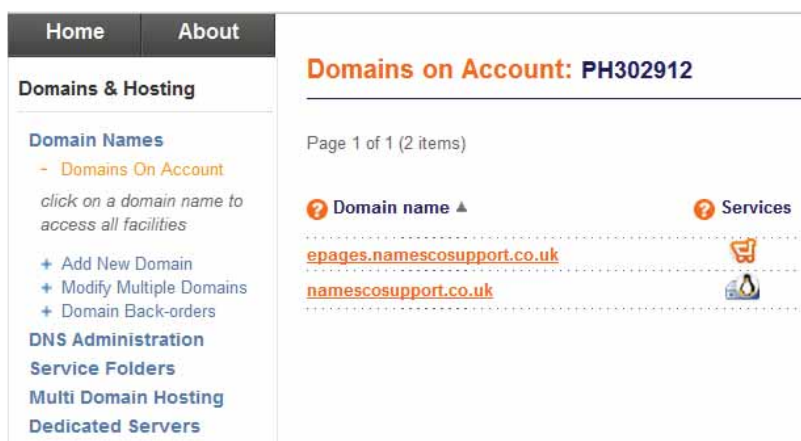 Home About
Domains & Hosting
Domain Names
- Domains On Account
click on a domain name to
access all facilities
+ Add New Domain
+ Modify Multiple Domains
+ Domain Back-orders
DNS Administration
Service Folders
Multi Domain Hosting
Dedicated Servers
Domains on Account: PH302912
Page 1 of 1 (2 items)
? Domain name ▲ ? Services
epages.namescosupport.co.uk
namescosupport.co.uk